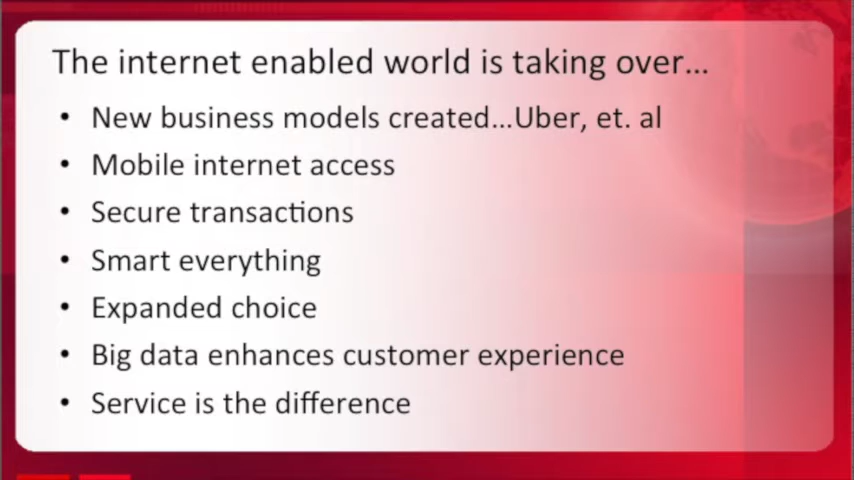 The internet enabled world is taking over...
• New business models created...Uber, et. al
• Mobile internet access
• Secure transactions
• Smart everything
• Expanded choice
• Big data enhances customer experience
• Service is the difference